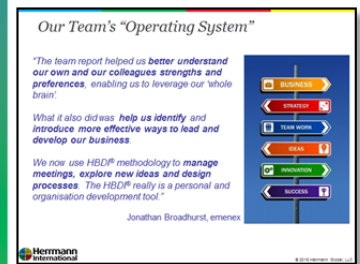 Our Team's “Operating System”
“The team report helped us better understand
our own and our colleagues strengths and
preferences, enabling us to leverage our ‘whole
brain’.
What it also did was help us identify and
introduce more effective ways to lead and
develop our business.
We now use HBDI® methodology to manage
meetings, explore new ideas and design
processes. The HBDI® really is a personal and
organisation development tool.”
Jonathan Broadhurst, emenex
BUSINESS
STRATEGY
TEAM WORK
IDEAS
INNOVATION
SUCCESS
Herrmann
International
© 2015 Herrmann Global, LLC